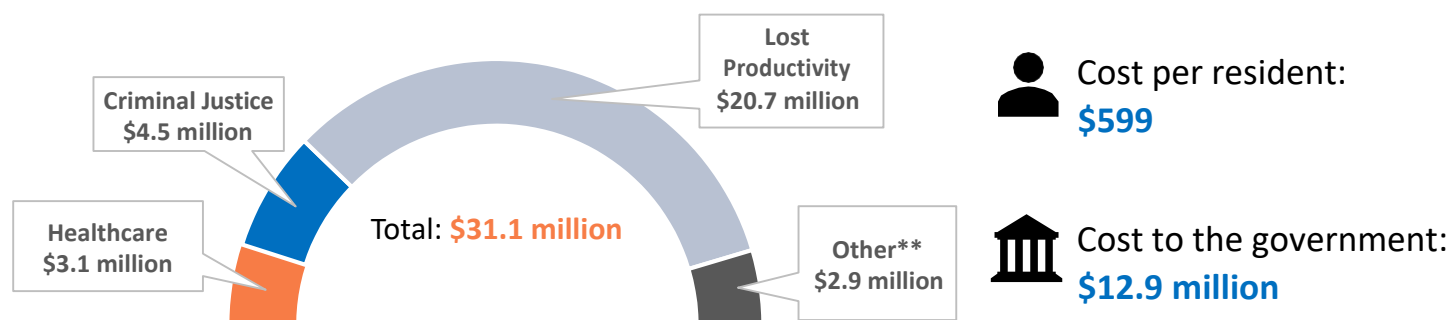 Lost
Productivity
$20.7 million
Criminal Justice
$4.5 million
Healthcare
$3.1 million
Total: $31.1 million
Other**
$2.9 million
Cost per resident:
$599
Cost to the government:
$12.9 million